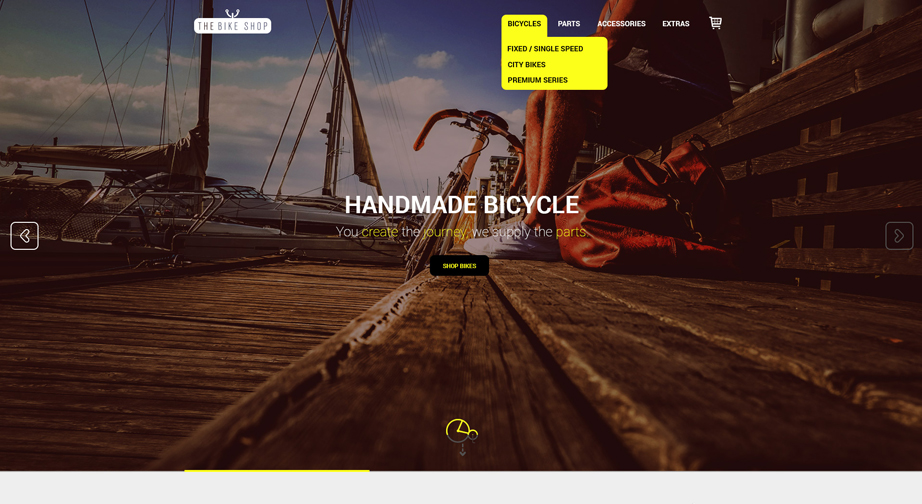 THE BIKE SHOP
BICYCLES
PARTS
ACCESSORIES
EXTRAS
FIXED / SINGLE SPEED
CITY BIKES
PREMIUM SERIES
HANDMADE BICYCLE
You create the journey, we supply the parts
SHOP BIKES